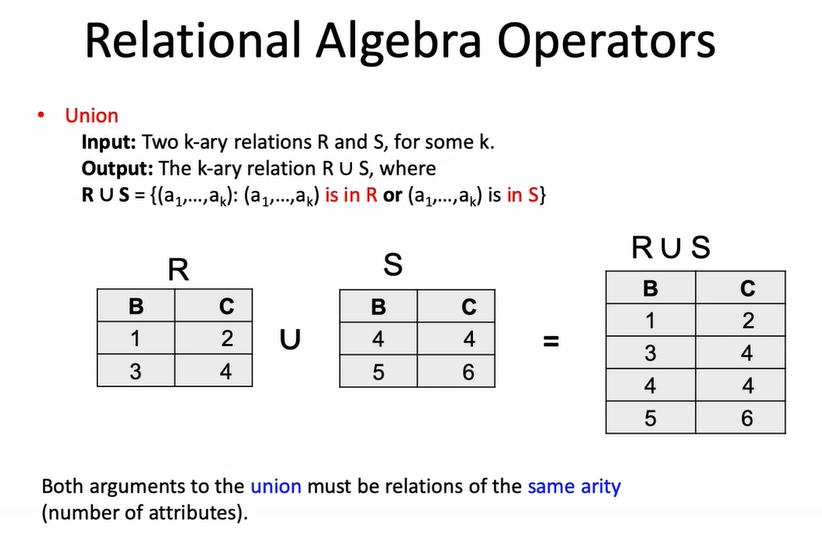 Relational Algebra Operators
• Union
Input: Two k-ary relations R and S, for some k.
Output: The k-ary relation R U S, where
R U S = {(a₁,...,aₖ): (a₁,...,aₖ) is in R or (a₁,...,aₖ) is in S}
R
B C
1 2
3 4
U
S
B C
4 4
5 6
=
R U S
B C
1 2
3 4
4 4
5 6
Both arguments to the union must be relations of the same arity
(number of attributes).